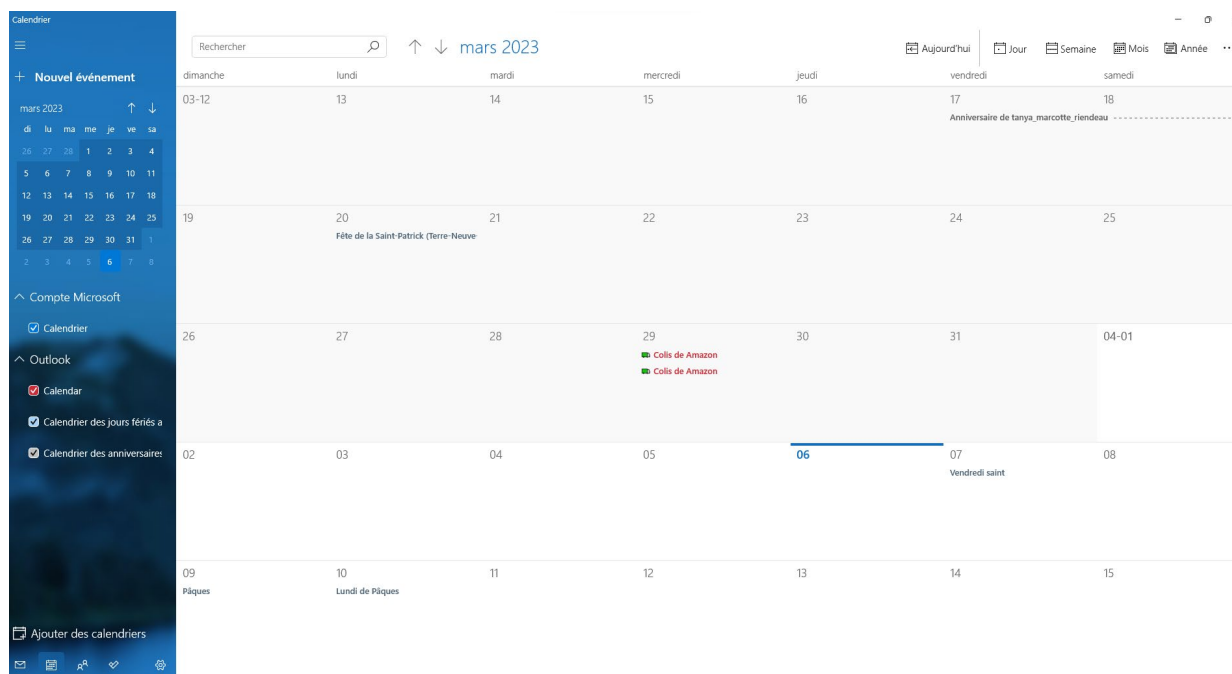 Calendrier
Nouvel événement
mars 2023
di lu ma me je ve sa
26 27 28 1 2 3 4
5 6 7 8 9 10 11
12 13 14 15 16 17 18
19 20 21 22 23 24 25
26 27 28 29 30 31 1
2 3 4 5 6 7 8
Compte Microsoft
Calendrier
Outlook
Calendar
Calendrier des jours fériés a
Calendrier des anniversaires
Ajouter des calendriers
Rechercher
mars 2023
Aujourd'hui Jour Semaine Mois Année
dimanche lundi mardi mercredi jeudi vendredi samedi
03-12 13 14 15 16 17 18
Anniversaire de tanya_marcotte_riendeau
19 20 21 22 23 24 25
Fête de la Saint-Patrick (Terre-Neuve-
26 27 28 29 30 31 04-01
Colis de Amazon
Colis de Amazon
02 03 04 05 06 07 08
Vendredi saint
09 10 11 12 13 14 15
Pâques Lundi de Pâques